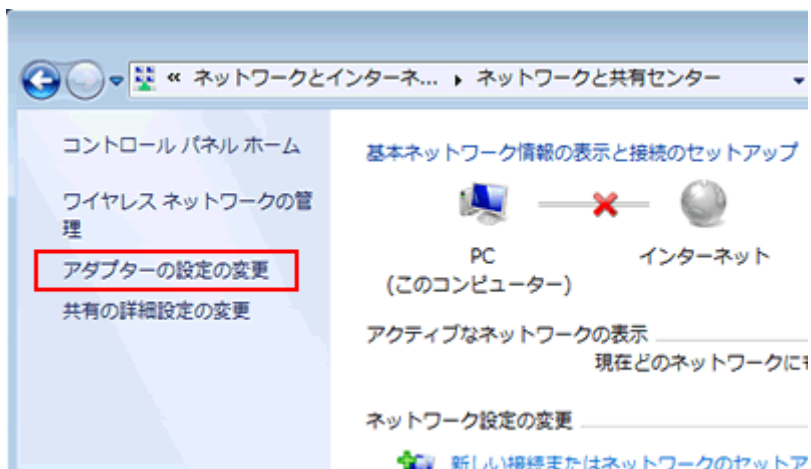 « ネットワークとインターネ... ▸ ネットワークと共有センター
コントロール パネル ホーム
ワイヤレス ネットワークの管
理
アダプターの設定の変更
共有の詳細設定の変更
基本ネットワーク情報の表示と接続のセットアップ
PC
(このコンピューター)
インターネット
アクティブなネットワークの表示
現在どのネットワークに
ネットワーク設定の変更
新しい接続またはネットワークのセットア